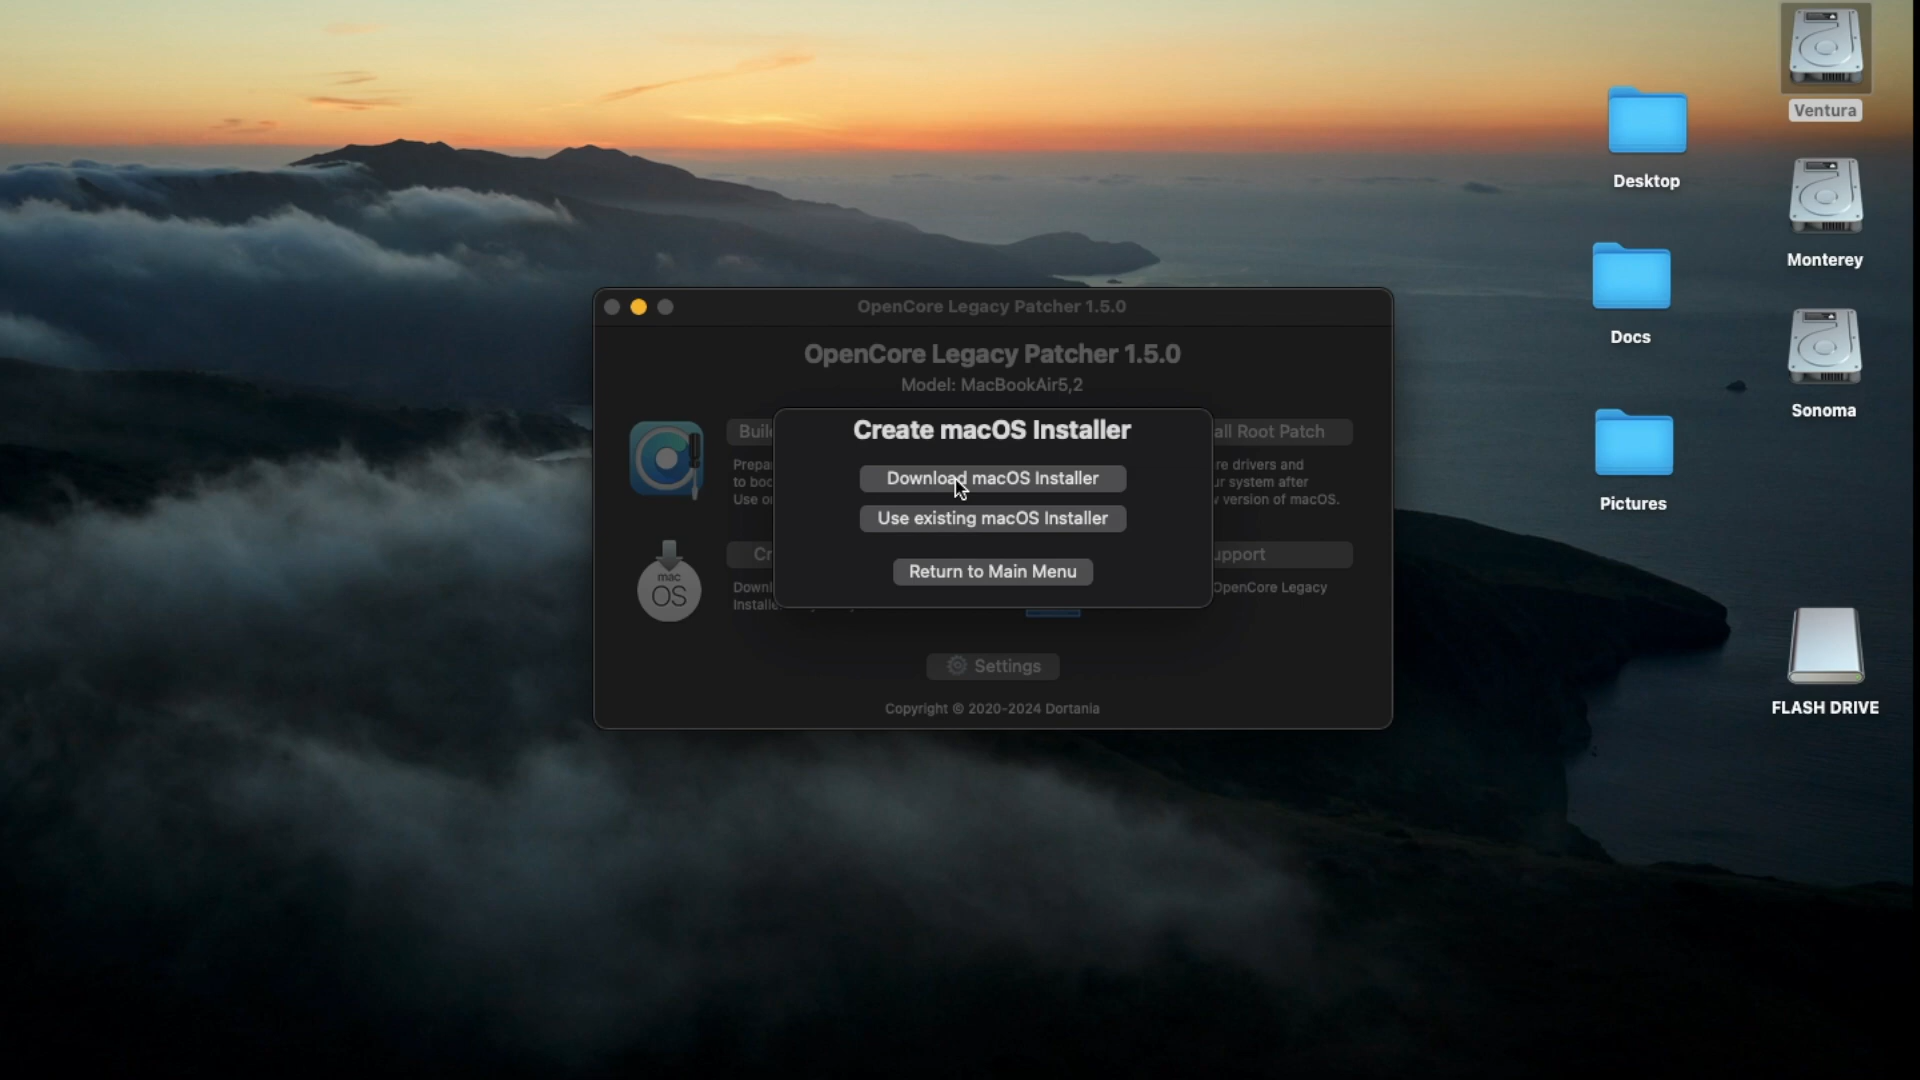 OpenCore Legacy Patcher 1.5.0
OpenCore Legacy Patcher 1.5.0
Model: MacBookAir5,2
Create macOS Installer
Download macOS Installer
Use existing macOS Installer
Return to Main Menu
all Root Patch
re drivers and
ur system after
version of macOS.
upport
OpenCore Legacy
mac
OS
Settings
Copyright © 2020-2024 Dortania
Ventura
Desktop
Monterey
Docs
Sonoma
Pictures
FLASH DRIVE